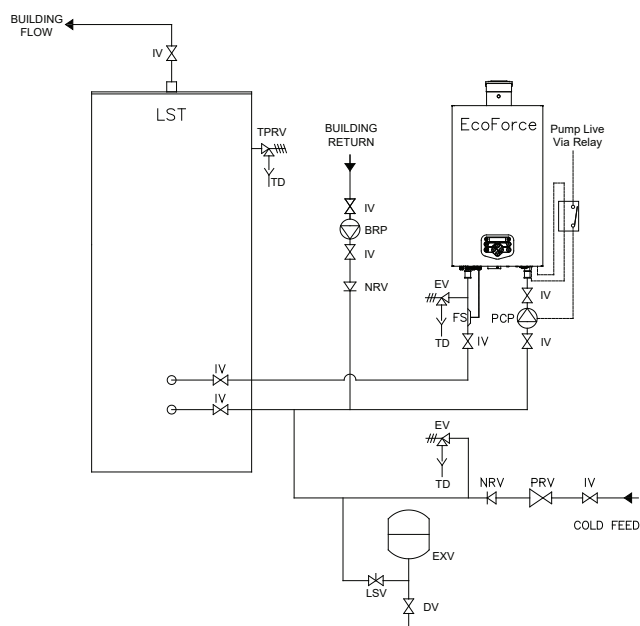 BUILDING
FLOW
IV
LST
TPRV
TD
BUILDING
RETURN
IV
BRP
IV
NRV
EcoForce
Pump Live
Via Relay
EV
TD
FS
IV
IV
PCP
IV
IV
IV
EV
TD
NRV
PRV
IV
COLD FEED
EXV
LSV
DV